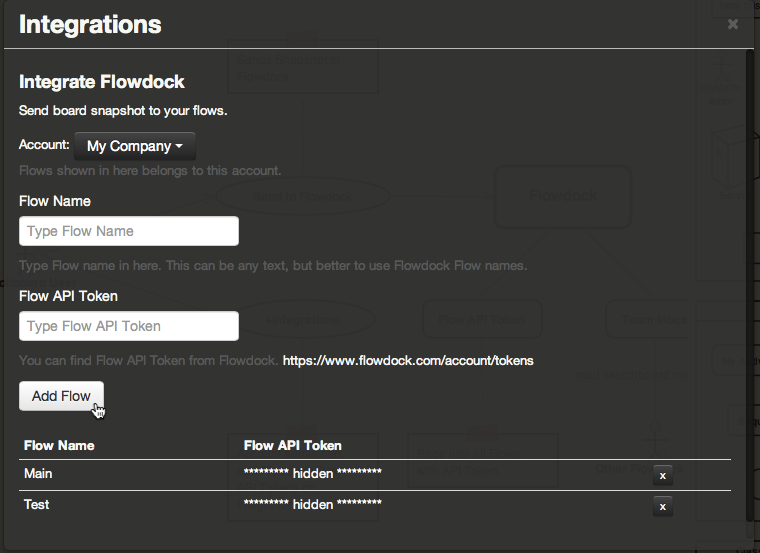 Integrations
×
Integrate Flowdock
Send board snapshot to your flows.
Account: My Company
Flows shown in here belongs to this account.
Flow Name
Type Flow Name
Type Flow name in here. This can be any text, but better to use Flowdock Flow names.
Flow API Token
Type Flow API Token
You can find Flow API Token from Flowdock. https://www.flowdock.com/account/tokens
Add Flow
Flow Name Flow API Token
Main ********* hidden ********* x
Test ********* hidden ********* x
Flowdock